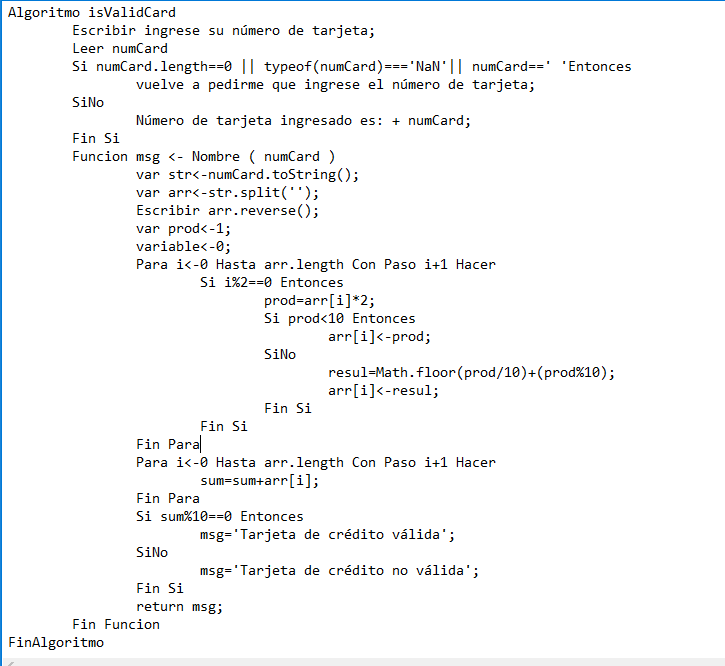 Algoritmo isValidCard
Escribir ingrese su número de tarjeta;
Leer numCard
Si numCard.length==0 || typeof(numCard)==='NaN'|| numCard==' 'Entonces
vuelve a pedirme que ingrese el número de tarjeta;
SiNo
Número de tarjeta ingresado es: + numCard;
Fin Si
Funcion msg <- Nombre ( numCard )
var str<-numCard.toString();
var arr<-str.split('');
Escribir arr.reverse();
var prod<-1;
variable<-0;
Para i<-0 Hasta arr.length Con Paso i+1 Hacer
Si i%2==0 Entonces
prod=arr[i]*2;
Si prod<10 Entonces
arr[i]<-prod;
SiNo
resul=Math.floor(prod/10)+(prod%10);
arr[i]<-resul;
Fin Si
Fin Si
Fin Para
Para i<-0 Hasta arr.length Con Paso i+1 Hacer
sum=sum+arr[i];
Fin Para
Si sum%10==0 Entonces
msg='Tarjeta de crédito válida';
SiNo
msg='Tarjeta de crédito no válida';
Fin Si
return msg;
Fin Funcion
FinAlgoritmo